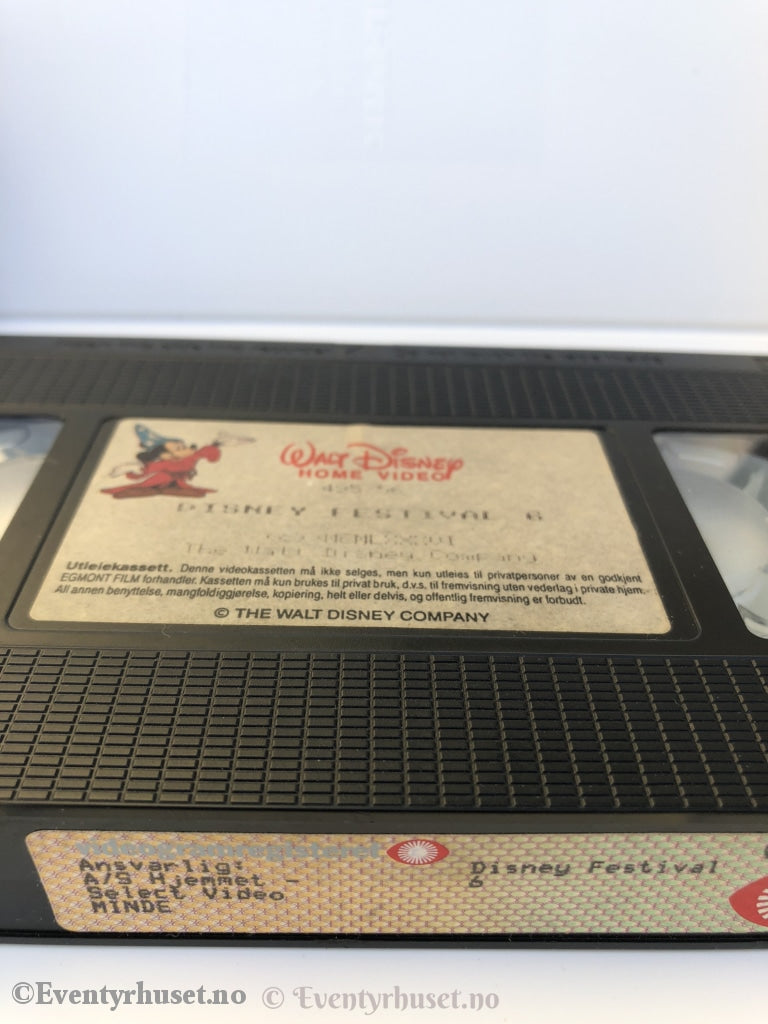 WALT DISNEY
HOME VIDEO
DISNEY FESTIVAL 6
The Walt Disney Company
Utleiekassett. Denne videokassetten må ikke selges, men kun utleies til privatpersoner av en godkjent
EGMONT FILM forhandler. Kassetten må kun brukes til privat bruk, d.v.s. til fremvisning uten vederlag i private hjem.
All annen benyttelse, mangfoldiggjørelse, kopiering, helt eller delvis, og offentlig fremvisning er forbudt.
© THE WALT DISNEY COMPANY
videogramregisteret
Ansvarlig:
A/S Hjemmet -
Select Video
MINDE
Disney Festival
6
©Eventyrhuset.no © Eventyrhuset.no